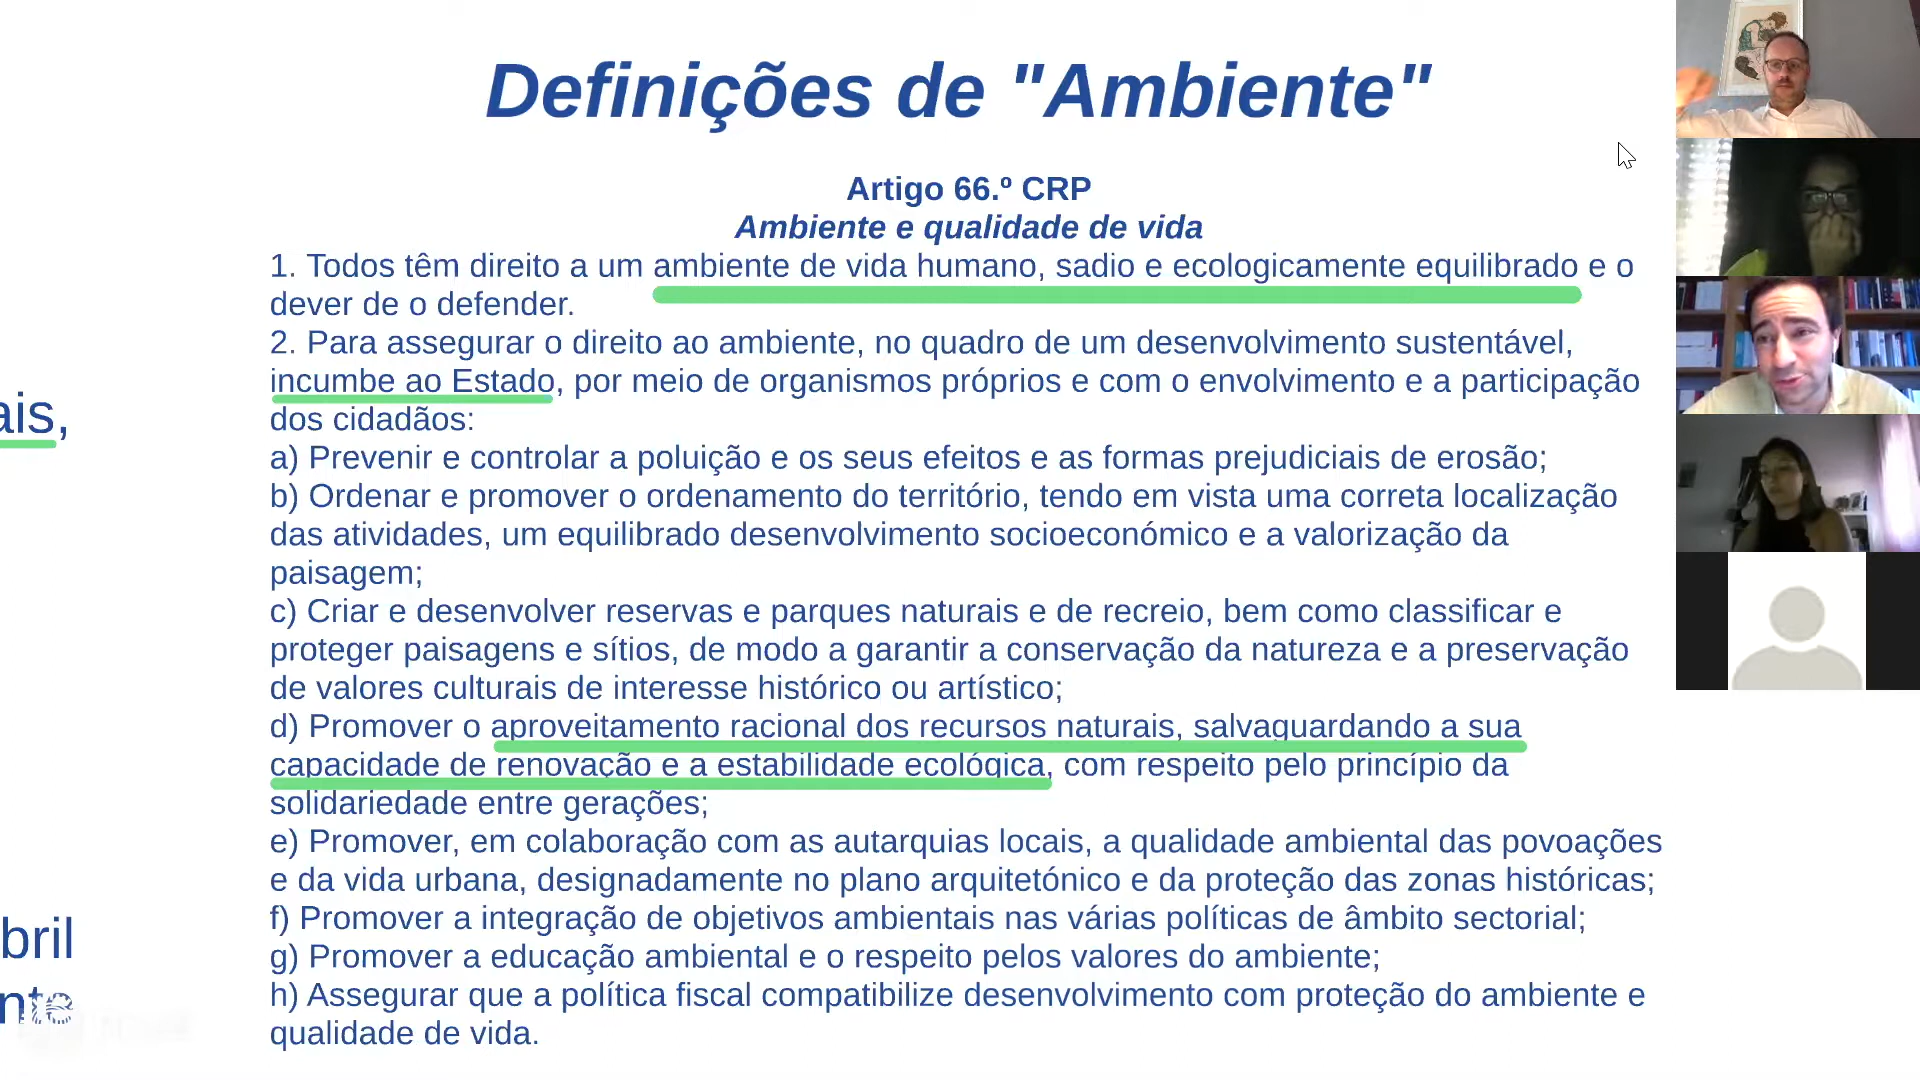 Definições de "Ambiente"
Artigo 66.º CRP
Ambiente e qualidade de vida
1. Todos têm direito a um ambiente de vida humano, sadio e ecologicamente equilibrado e o
dever de o defender.
2. Para assegurar o direito ao ambiente, no quadro de um desenvolvimento sustentável,
incumbe ao Estado, por meio de organismos próprios e com o envolvimento e a participação
dos cidadãos:
a) Prevenir e controlar a poluição e os seus efeitos e as formas prejudiciais de erosão;
b) Ordenar e promover o ordenamento do território, tendo em vista uma correta localização
das atividades, um equilibrado desenvolvimento socioeconómico e a valorização da
paisagem;
c) Criar e desenvolver reservas e parques naturais e de recreio, bem como classificar e
proteger paisagens e sítios, de modo a garantir a conservação da natureza e a preservação
de valores culturais de interesse histórico ou artístico;
d) Promover o aproveitamento racional dos recursos naturais, salvaguardando a sua
capacidade de renovação e a estabilidade ecológica, com respeito pelo princípio da
solidariedade entre gerações;
e) Promover, em colaboração com as autarquias locais, a qualidade ambiental das povoações
e da vida urbana, designadamente no plano arquitetónico e da proteção das zonas históricas;
f) Promover a integração de objetivos ambientais nas várias políticas de âmbito sectorial;
g) Promover a educação ambiental e o respeito pelos valores do ambiente;
h) Assegurar que a política fiscal compatibilize desenvolvimento com proteção do ambiente e
qualidade de vida.
ais,
bril